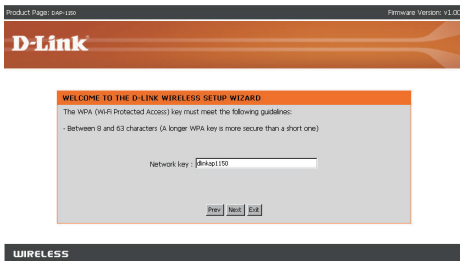 Product Page: DAP-1150 Firmware Version: v1.00
D-Link
WELCOME TO THE D-LINK WIRELESS SETUP WIZARD
The WPA (Wi-Fi Protected Access) key must meet the following guidelines:
- Between 8 and 63 characters (A longer WPA key is more secure than a short one)
Network key : dlinkap1150
Prev Next Exit
WIRELESS